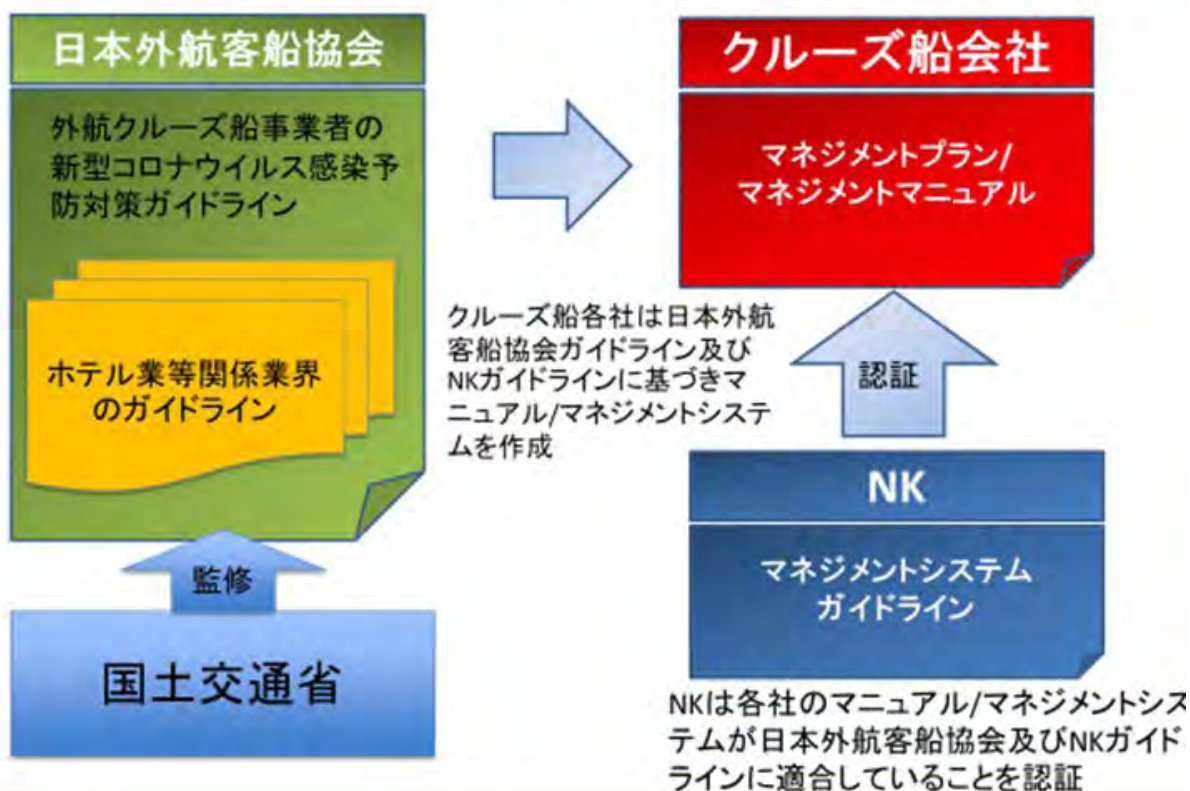 日本外航客船協会
外航クルーズ船事業者の
新型コロナウイルス感染予
防対策ガイドライン
ホテル業等関係業界
のガイドライン
監修
国土交通省
クルーズ船会社
マネジメントプラン/
マネジメントマニュアル
クルーズ船各社は日本外航
客船協会ガイドライン及び
NKガイドラインに基づきマ
ニュアル/マネジメントシステ
ムを作成
認証
NK
マネジメントシステム
ガイドライン
NKは各社のマニュアル/マネジメントシス
テムが日本外航客船協会及びNKガイド
ラインに適合していることを認証